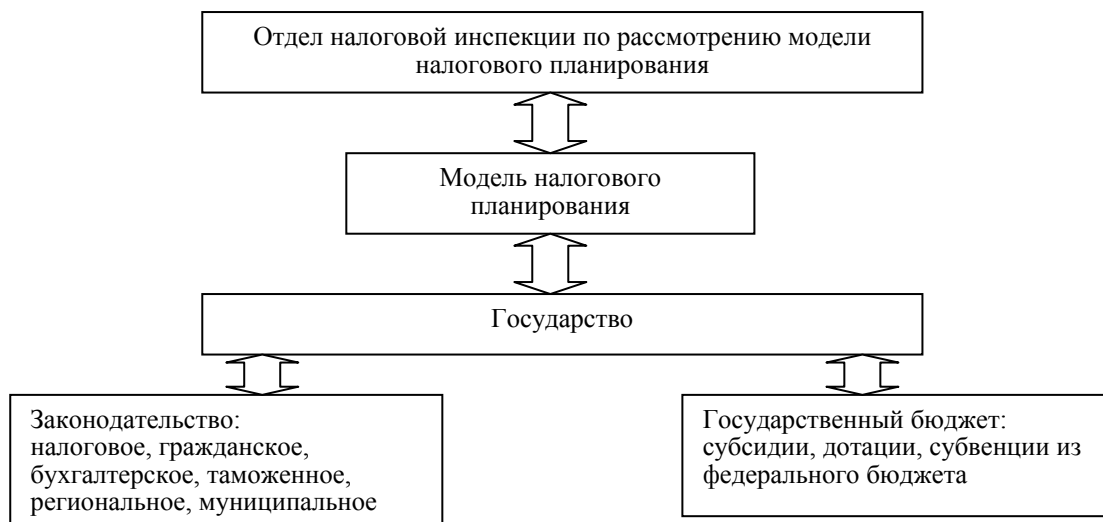 Отдел налоговой инспекции по рассмотрению модели
налогового планирования
Модель налогового
планирования
Государство
Законодательство:
налоговое, гражданское,
бухгалтерское, таможенное,
региональное, муниципальное
Государственный бюджет:
субсидии, дотации, субвенции из
федерального бюджета